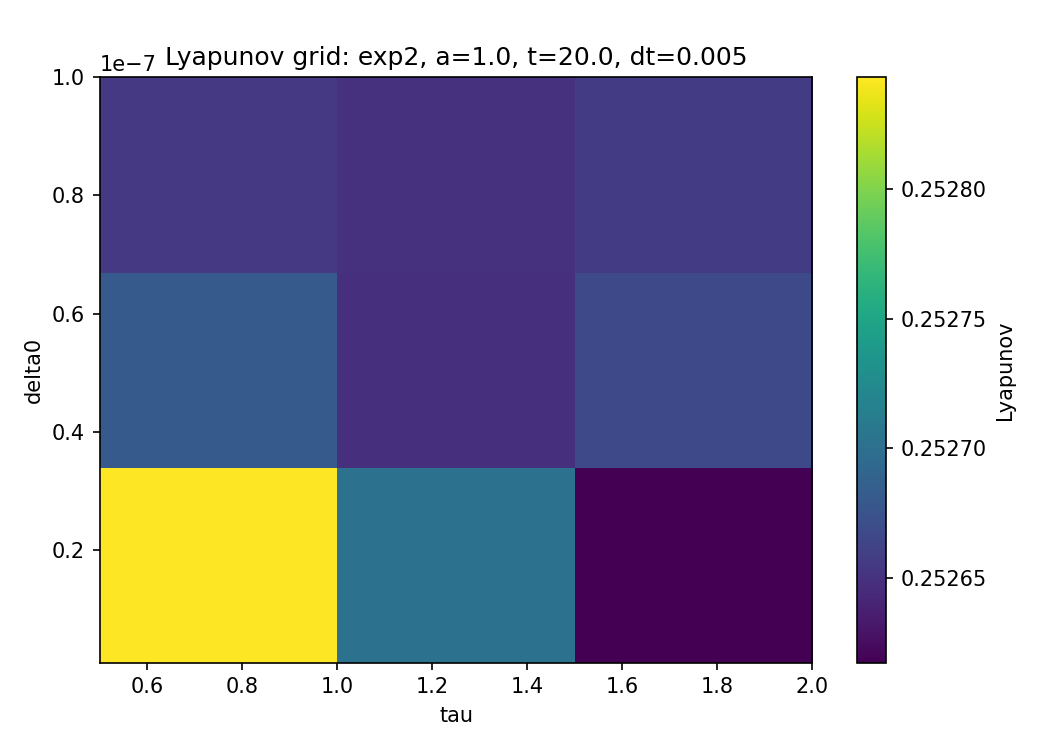 1e−7 Lyapunov grid: exp2, a=1.0, t=20.0, dt=0.005
1.0
0.8
0.6
0.4
0.2
delta0
0.6 0.8 1.0 1.2 1.4 1.6 1.8 2.0
tau
0.25280
0.25275
0.25270
0.25265
Lyapunov